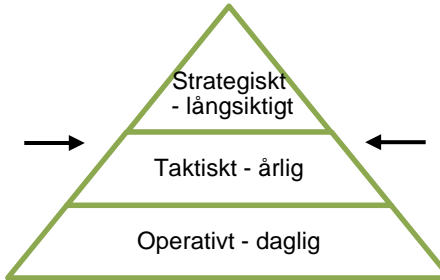 Strategiskt
- långsiktigt
Taktiskt - årlig
Operativt - daglig